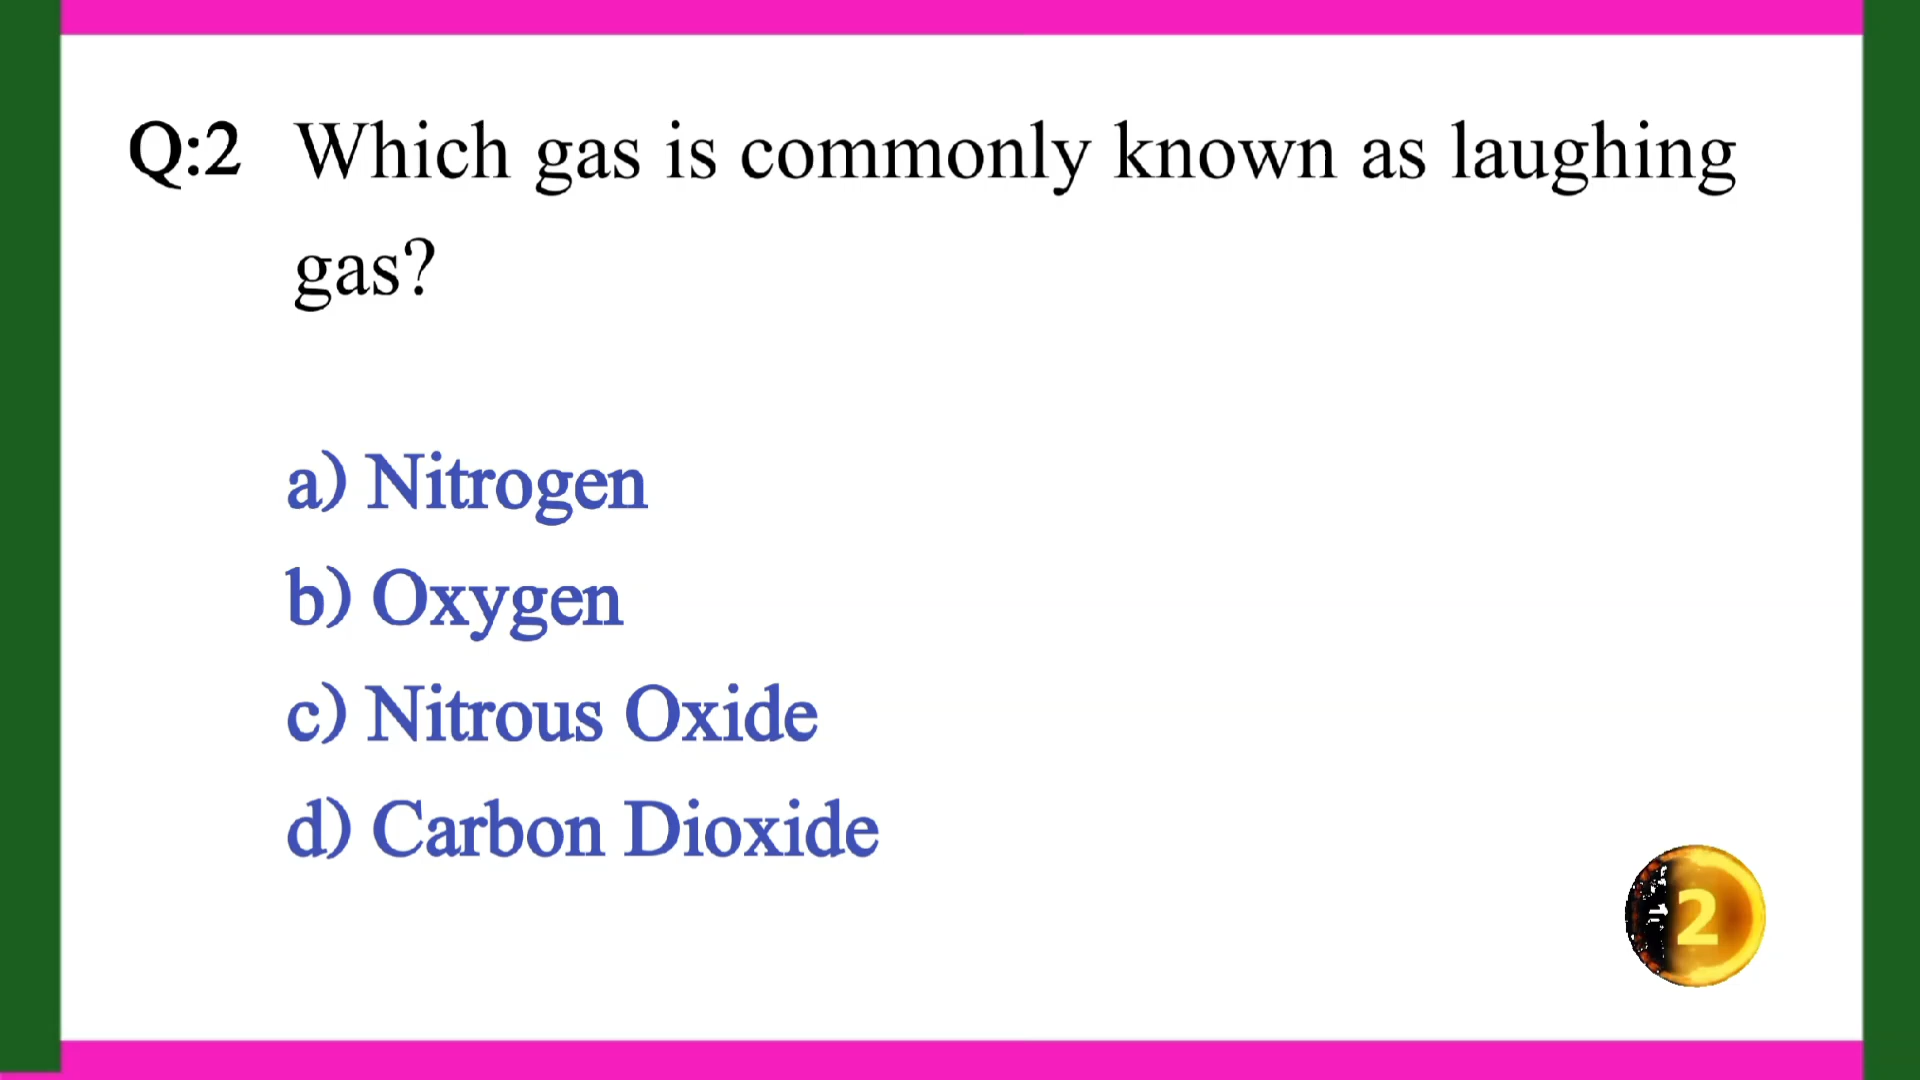 Q:2 Which gas is commonly known as laughing
gas?
a) Nitrogen
b) Oxygen
c) Nitrous Oxide
d) Carbon Dioxide
2